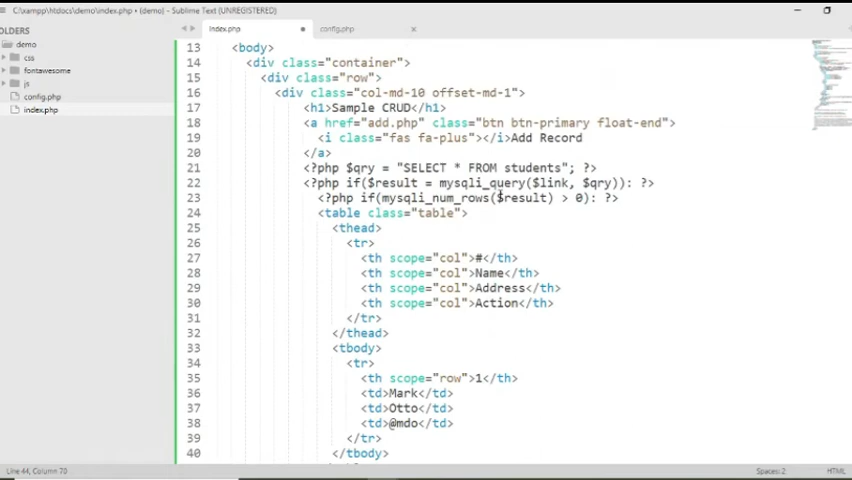 C:\xampp\htdocs\demo\index.php • (demo) - Sublime Text (UNREGISTERED)
OLDERS
demo
css
fontawesome
js
config.php
index.php
index.php
config.php
13 <body>
14 <div class="container">
15 <div class="row">
16 <div class="col-md-10 offset-md-1">
17 <h1>Sample CRUD</h1>
18 <a href="add.php" class="btn btn-primary float-end">
19 <i class="fas fa-plus"></i>Add Record
20 </a>
21 <?php $qry = "SELECT * FROM students"; ?>
22 <?php if($result = mysqli_query($link, $qry)): ?>
23 <?php if(mysqli_num_rows($result) > 0): ?>
24 <table class="table">
25 <thead>
26 <tr>
27 <th scope="col">#</th>
28 <th scope="col">Name</th>
29 <th scope="col">Address</th>
30 <th scope="col">Action</th>
31 </tr>
32 </thead>
33 <tbody>
34 <tr>
35 <th scope="row">1</th>
36 <td>Mark</td>
37 <td>Otto</td>
38 <td>@mdo</td>
39 </tr>
40 </tbody>
Line 44, Column 70
Spaces: 2
HTML